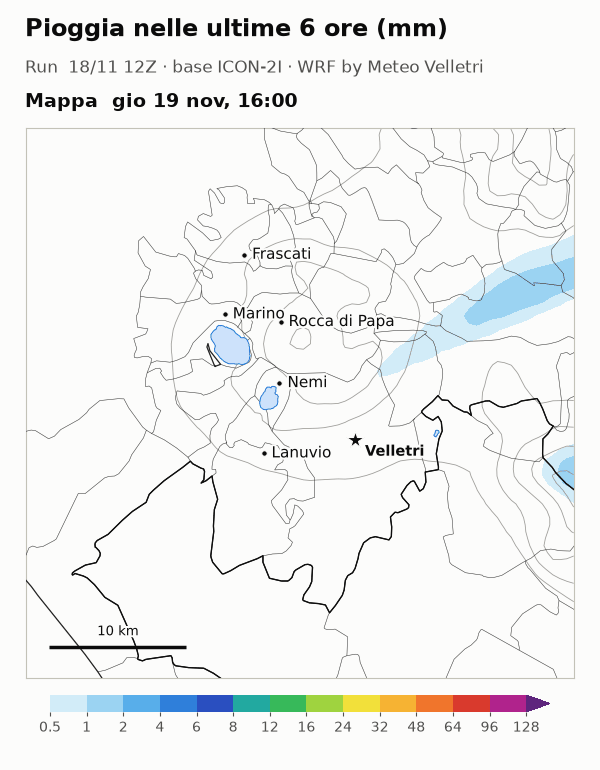 Pioggia nelle ultime 6 ore (mm)
Run  18/11 12Z · base ICON-2I · WRF by Meteo Velletri
Mappa  gio 19 nov, 16:00
Frascati
Marino
Rocca di Papa
Nemi
Velletri
Lanuvio
10 km
0.5 1 2 4 6 8 12 16 24 32 48 64 96 128